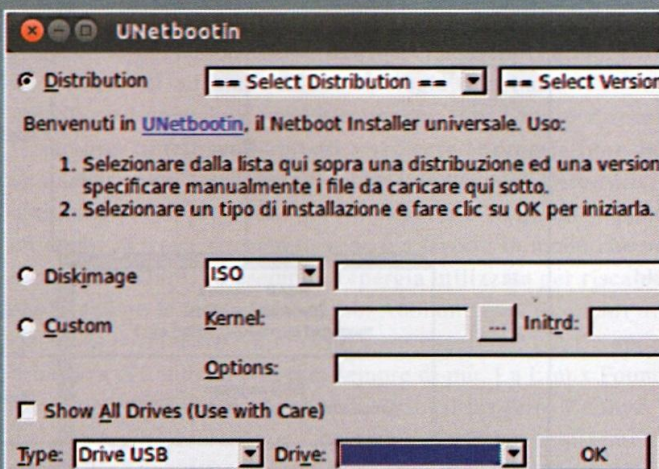 UNetbootin
Distribution == Select Distribution == == Select Version
Benvenuti in UNetbootin, il Netboot Installer universale. Uso:
1. Selezionare dalla lista qui sopra una distribuzione ed una version
specificare manualmente i file da caricare qui sotto.
2. Selezionare un tipo di installazione e fare clic su OK per iniziarla.
Diskimage ISO
Custom Kernel: ... Initrd:
Options:
Show All Drives (Use with Care)
Type: Drive USB Drive: OK